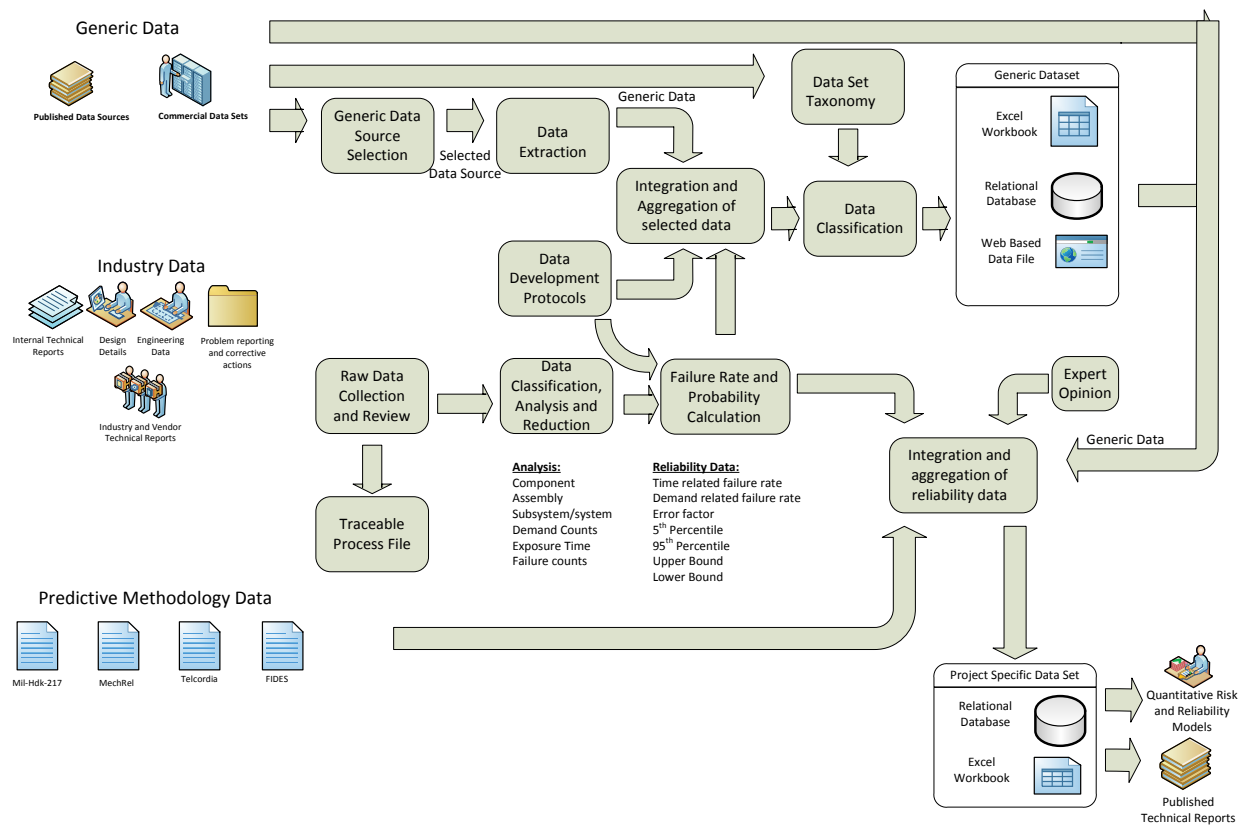 Generic Data
Published Data Sources
Commercial Data Sets
Generic Data
Source
Selection
Selected
Data Source
Data
Extraction
Generic Data
Integration and
Aggregation of
selected data
Data Set
Taxonomy
Data
Classification
Generic Dataset
Excel
Workbook
Relational
Database
Web Based
Data File
Industry Data
Internal Technical
Reports
Design
Details
Engineering
Data
Problem reporting
and corrective
actions
Industry and Vendor
Technical Reports
Data
Development
Protocols
Raw Data
Collection
and Review
Data
Classification,
Analysis and
Reduction
Failure Rate and
Probability
Calculation
Expert
Opinion
Generic Data
Integration and
aggregation of
reliability data
Traceable
Process File
Analysis:
Component
Assembly
Subsystem/system
Demand Counts
Exposure Time
Failure counts
Reliability Data:
Time related failure rate
Demand related failure rate
Error factor
5th Percentile
95th Percentile
Upper Bound
Lower Bound
Predictive Methodology Data
Mil-Hdk-217
MechRel
Telcordia
FIDES
Project Specific Data Set
Relational
Database
Excel
Workbook
Quantitative Risk
and Reliability
Models
Published
Technical Reports